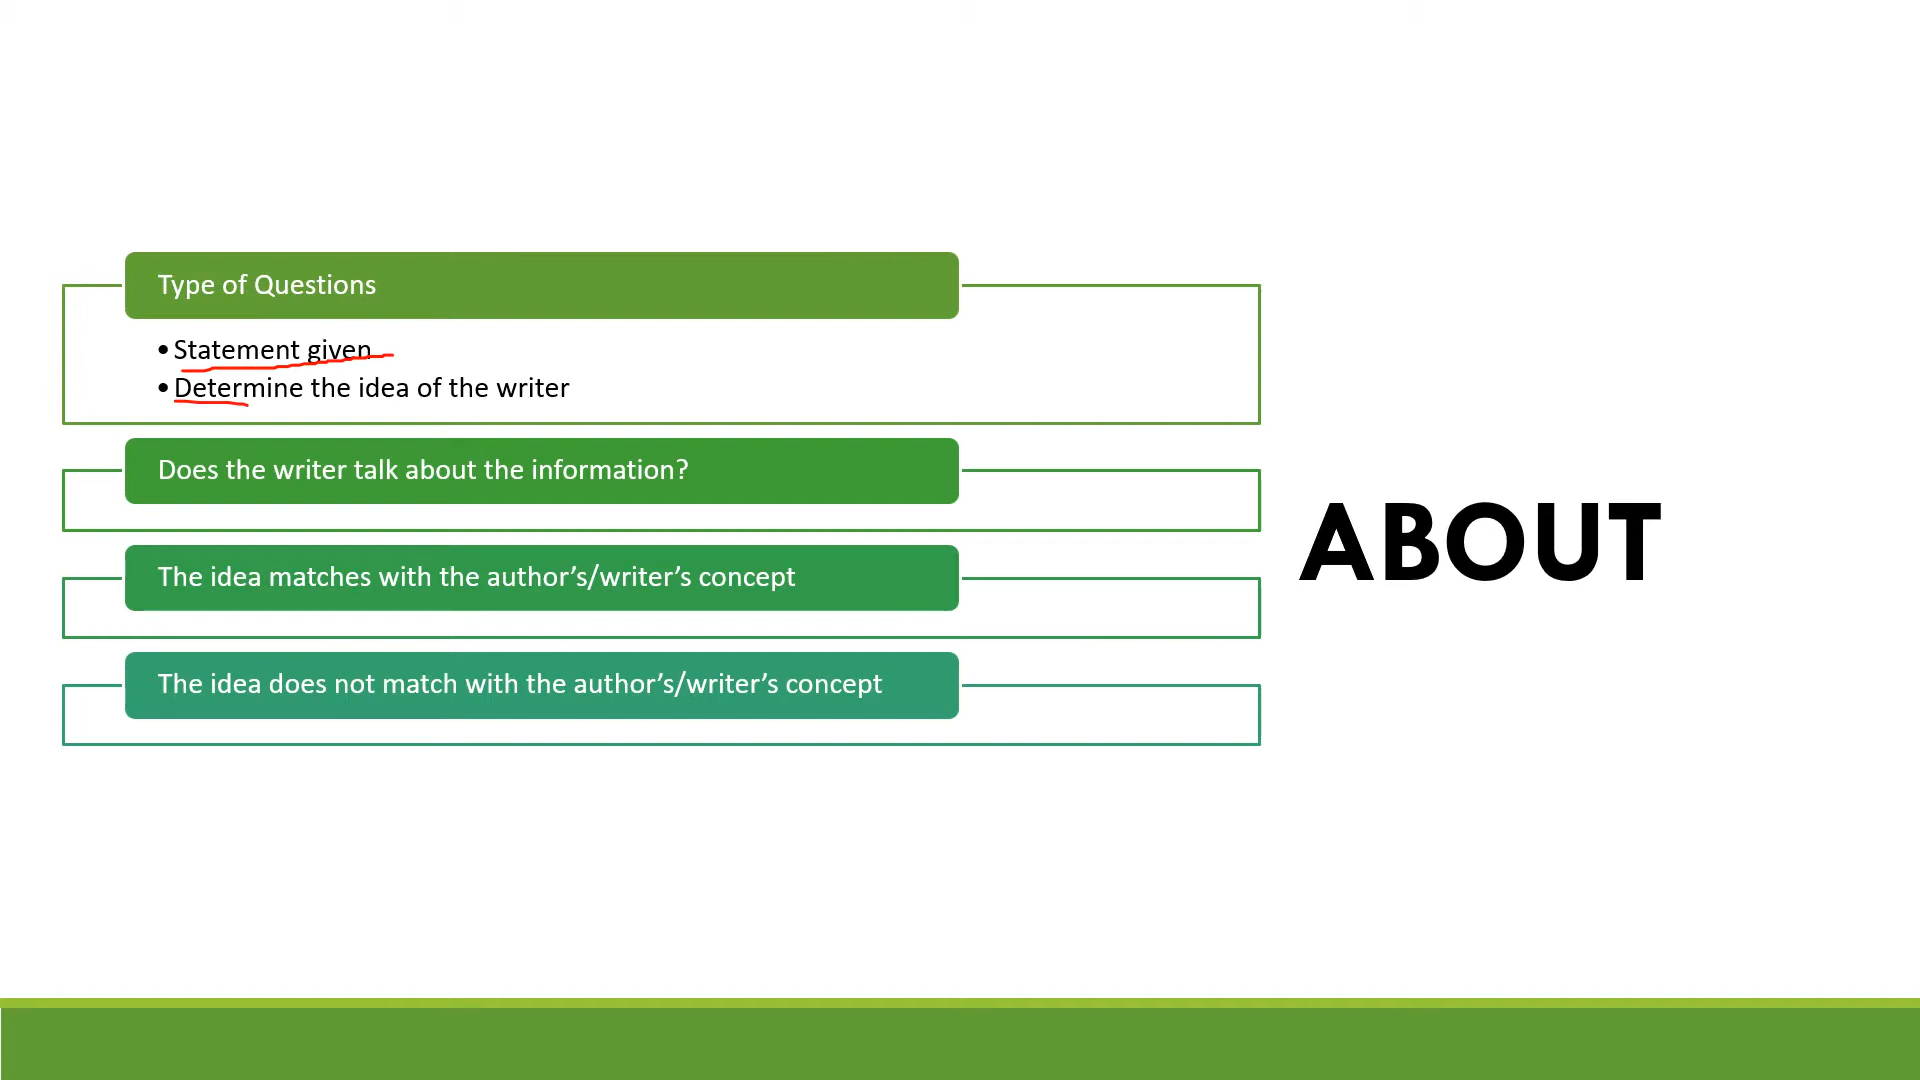 Type of Questions
•Statement given
•Determine the idea of the writer
Does the writer talk about the information?
The idea matches with the author’s/writer’s concept
The idea does not match with the author’s/writer’s concept
ABOUT